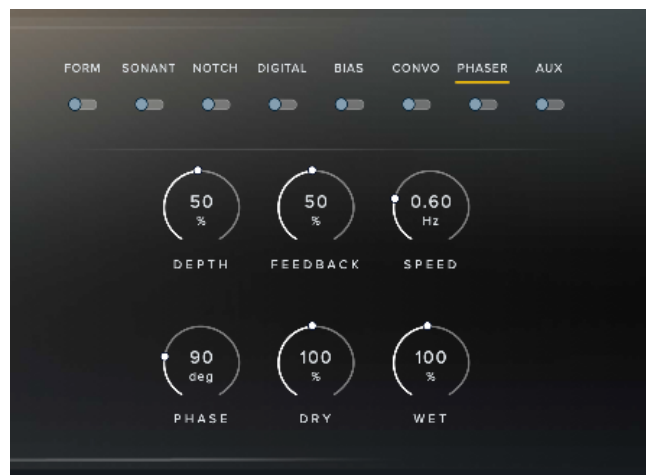 FORM SONANT NOTCH DIGITAL BIAS CONVO PHASER AUX
50 50 0.60
% % Hz
DEPTH FEEDBACK SPEED
90 100 100
deg % %
PHASE DRY WET